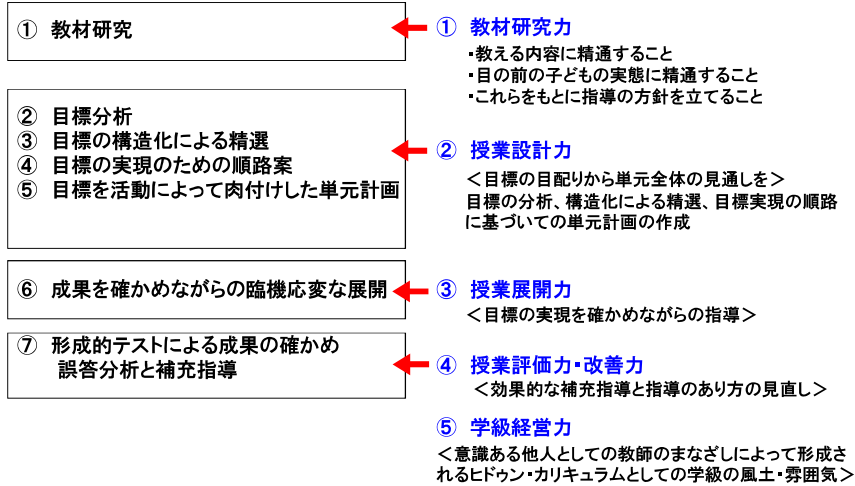 ① 教材研究
② 目標分析
③ 目標の構造化による精選
④ 目標の実現のための順路案
⑤ 目標を活動によって肉付けした単元計画
⑥ 成果を確かめながらの臨機応変な展開
⑦ 形成的テストによる成果の確かめ
誤答分析と補充指導
① 教材研究力
・教える内容に精通すること
・目の前の子どもの実態に精通すること
・これらをもとに指導の方針を立てること
② 授業設計力
＜目標の目配りから単元全体の見通しを＞
目標の分析、構造化による精選、目標実現の順路
に基づいての単元計画の作成
③ 授業展開力
＜目標の実現を確かめながらの指導＞
④ 授業評価力・改善力
＜効果的な補充指導と指導のあり方の見直し＞
⑤ 学級経営力
＜意識ある他人としての教師のまなざしによって形成さ
れるヒドゥン・カリキュラムとしての学級の風土・雰囲気＞